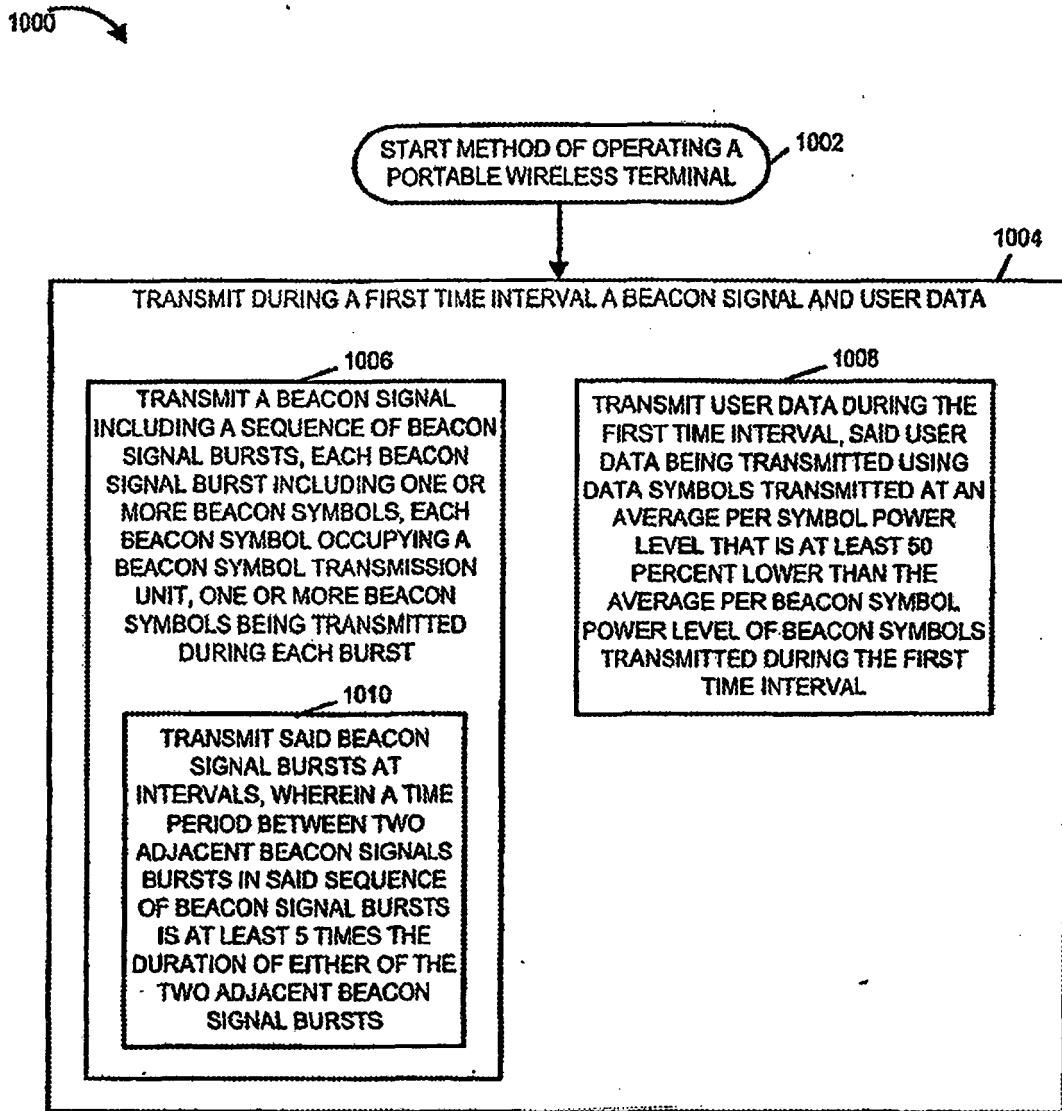 1000
START METHOD OF OPERATING A
PORTABLE WIRELESS TERMINAL
1002
1004
TRANSMIT DURING A FIRST TIME INTERVAL A BEACON SIGNAL AND USER DATA
1006
TRANSMIT A BEACON SIGNAL
INCLUDING A SEQUENCE OF BEACON
SIGNAL BURSTS, EACH BEACON
SIGNAL BURST INCLUDING ONE OR
MORE BEACON SYMBOLS, EACH
BEACON SYMBOL OCCUPYING A
BEACON SYMBOL TRANSMISSION
UNIT, ONE OR MORE BEACON
SYMBOLS BEING TRANSMITTED
DURING EACH BURST
1010
TRANSMIT SAID BEACON
SIGNAL BURSTS AT
INTERVALS, WHEREIN A TIME
PERIOD BETWEEN TWO
ADJACENT BEACON SIGNALS
BURSTS IN SAID SEQUENCE
OF BEACON SIGNAL BURSTS
IS AT LEAST 5 TIMES THE
DURATION OF EITHER OF THE
TWO ADJACENT BEACON
SIGNAL BURSTS
1008
TRANSMIT USER DATA DURING THE
FIRST TIME INTERVAL, SAID USER
DATA BEING TRANSMITTED USING
DATA SYMBOLS TRANSMITTED AT AN
AVERAGE PER SYMBOL POWER
LEVEL THAT IS AT LEAST 50
PERCENT LOWER THAN THE
AVERAGE PER BEACON SYMBOL
POWER LEVEL OF BEACON SYMBOLS
TRANSMITTED DURING THE FIRST
TIME INTERVAL